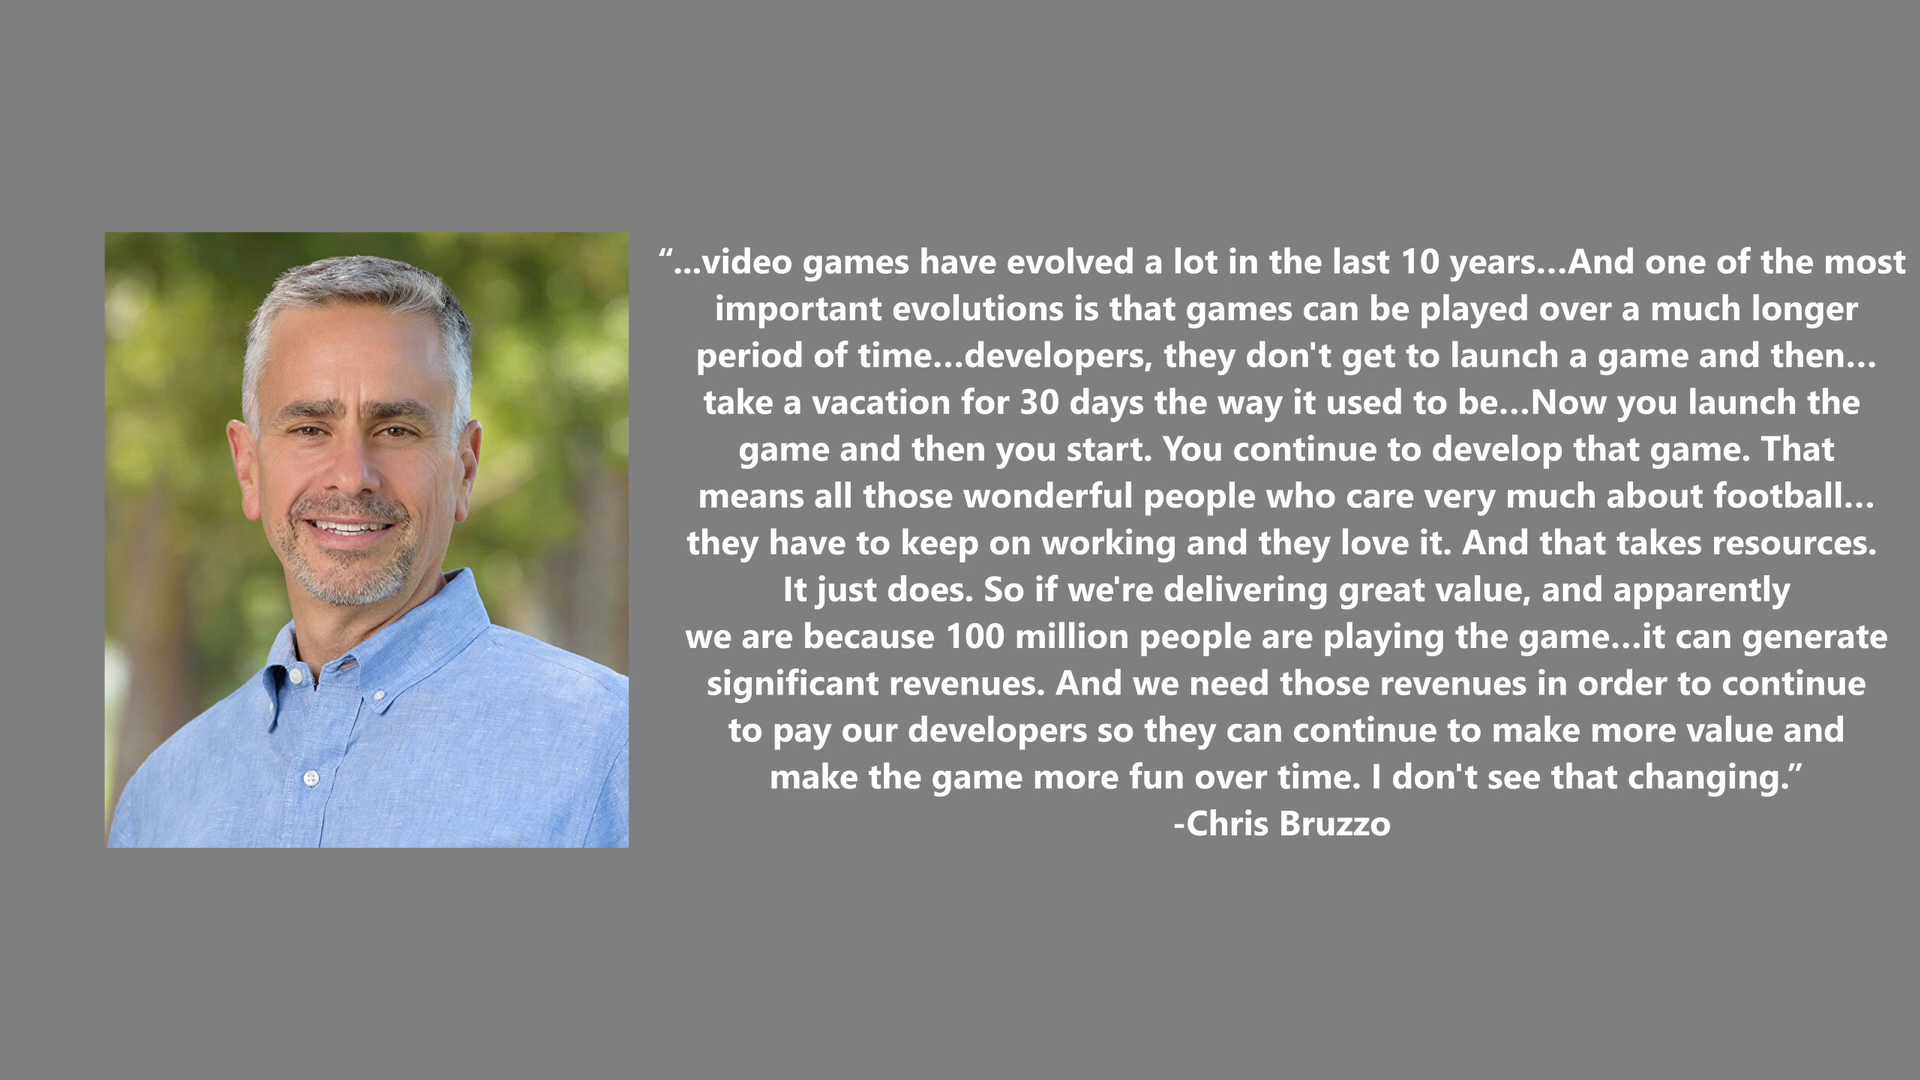 “...video games have evolved a lot in the last 10 years...And one of the most
important evolutions is that games can be played over a much longer
period of time...developers, they don't get to launch a game and then...
take a vacation for 30 days the way it used to be...Now you launch the
game and then you start. You continue to develop that game. That
means all those wonderful people who care very much about football...
they have to keep on working and they love it. And that takes resources.
It just does. So if we're delivering great value, and apparently
we are because 100 million people are playing the game...it can generate
significant revenues. And we need those revenues in order to continue
to pay our developers so they can continue to make more value and
make the game more fun over time. I don't see that changing.”
-Chris Bruzzo